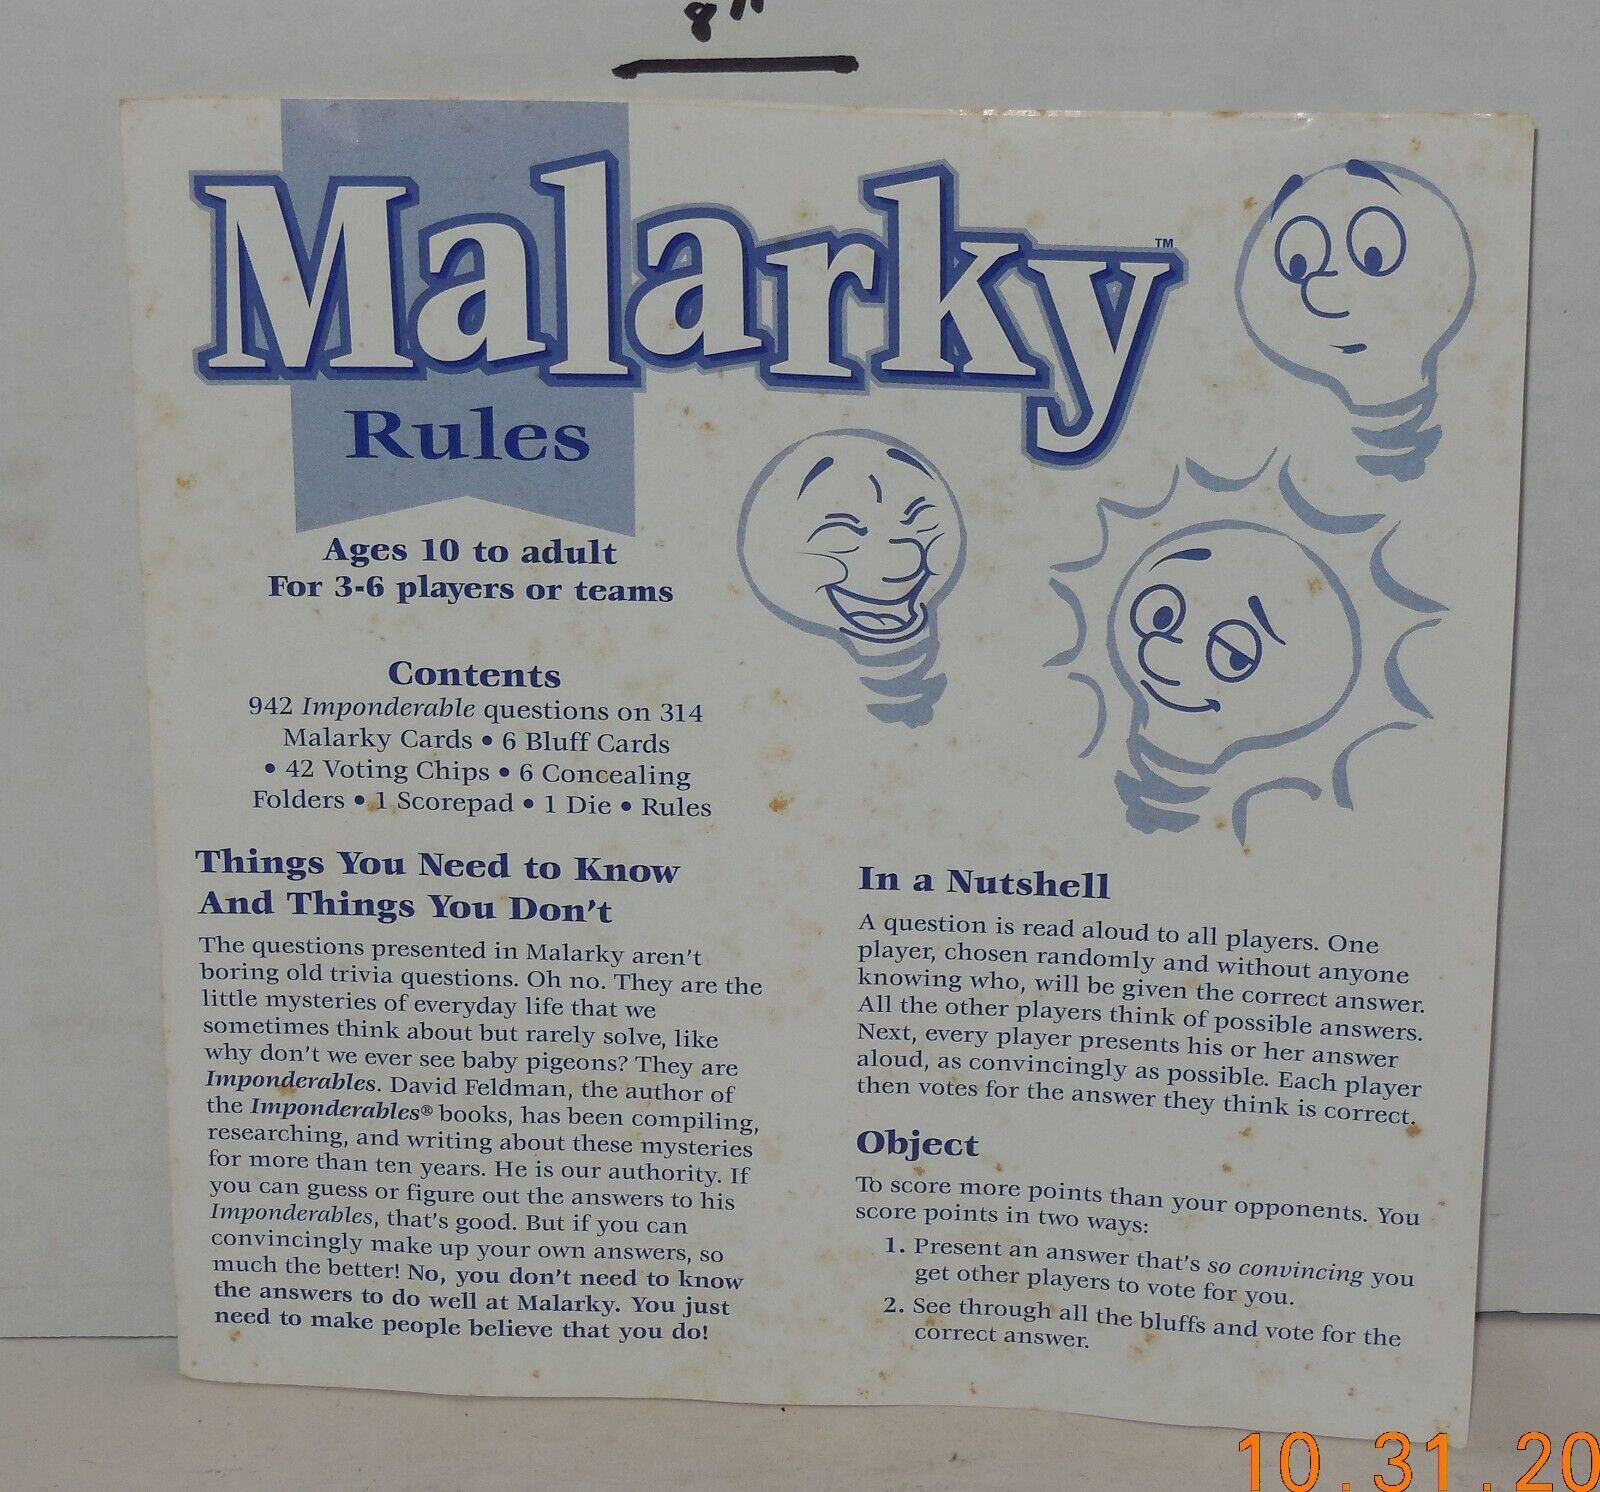 8"
Malarky™
Rules
Ages 10 to adult
For 3-6 players or teams
Contents
942 Imponderable questions on 314
Malarky Cards • 6 Bluff Cards
• 42 Voting Chips • 6 Concealing
Folders • 1 Scorepad • 1 Die • Rules
Things You Need to Know
And Things You Don't
The questions presented in Malarky aren't
boring old trivia questions. Oh no. They are the
little mysteries of everyday life that we
sometimes think about but rarely solve, like
why don't we ever see baby pigeons? They are
Imponderables. David Feldman, the author of
the Imponderables® books, has been compiling,
researching, and writing about these mysteries
for more than ten years. He is our authority. If
you can guess or figure out the answers to his
Imponderables, that's good. But if you can
convincingly make up your own answers, so
much the better! No, you don't need to know
the answers to do well at Malarky. You just
need to make people believe that you do!
In a Nutshell
A question is read aloud to all players. One
player, chosen randomly and without anyone
knowing who, will be given the correct answer.
All the other players think of possible answers.
Next, every player presents his or her answer
aloud, as convincingly as possible. Each player
then votes for the answer they think is correct.
Object
To score more points than your opponents. You
score points in two ways:
1. Present an answer that's so convincing you
get other players to vote for you.
2. See through all the bluffs and vote for the
correct answer.
10.31.20